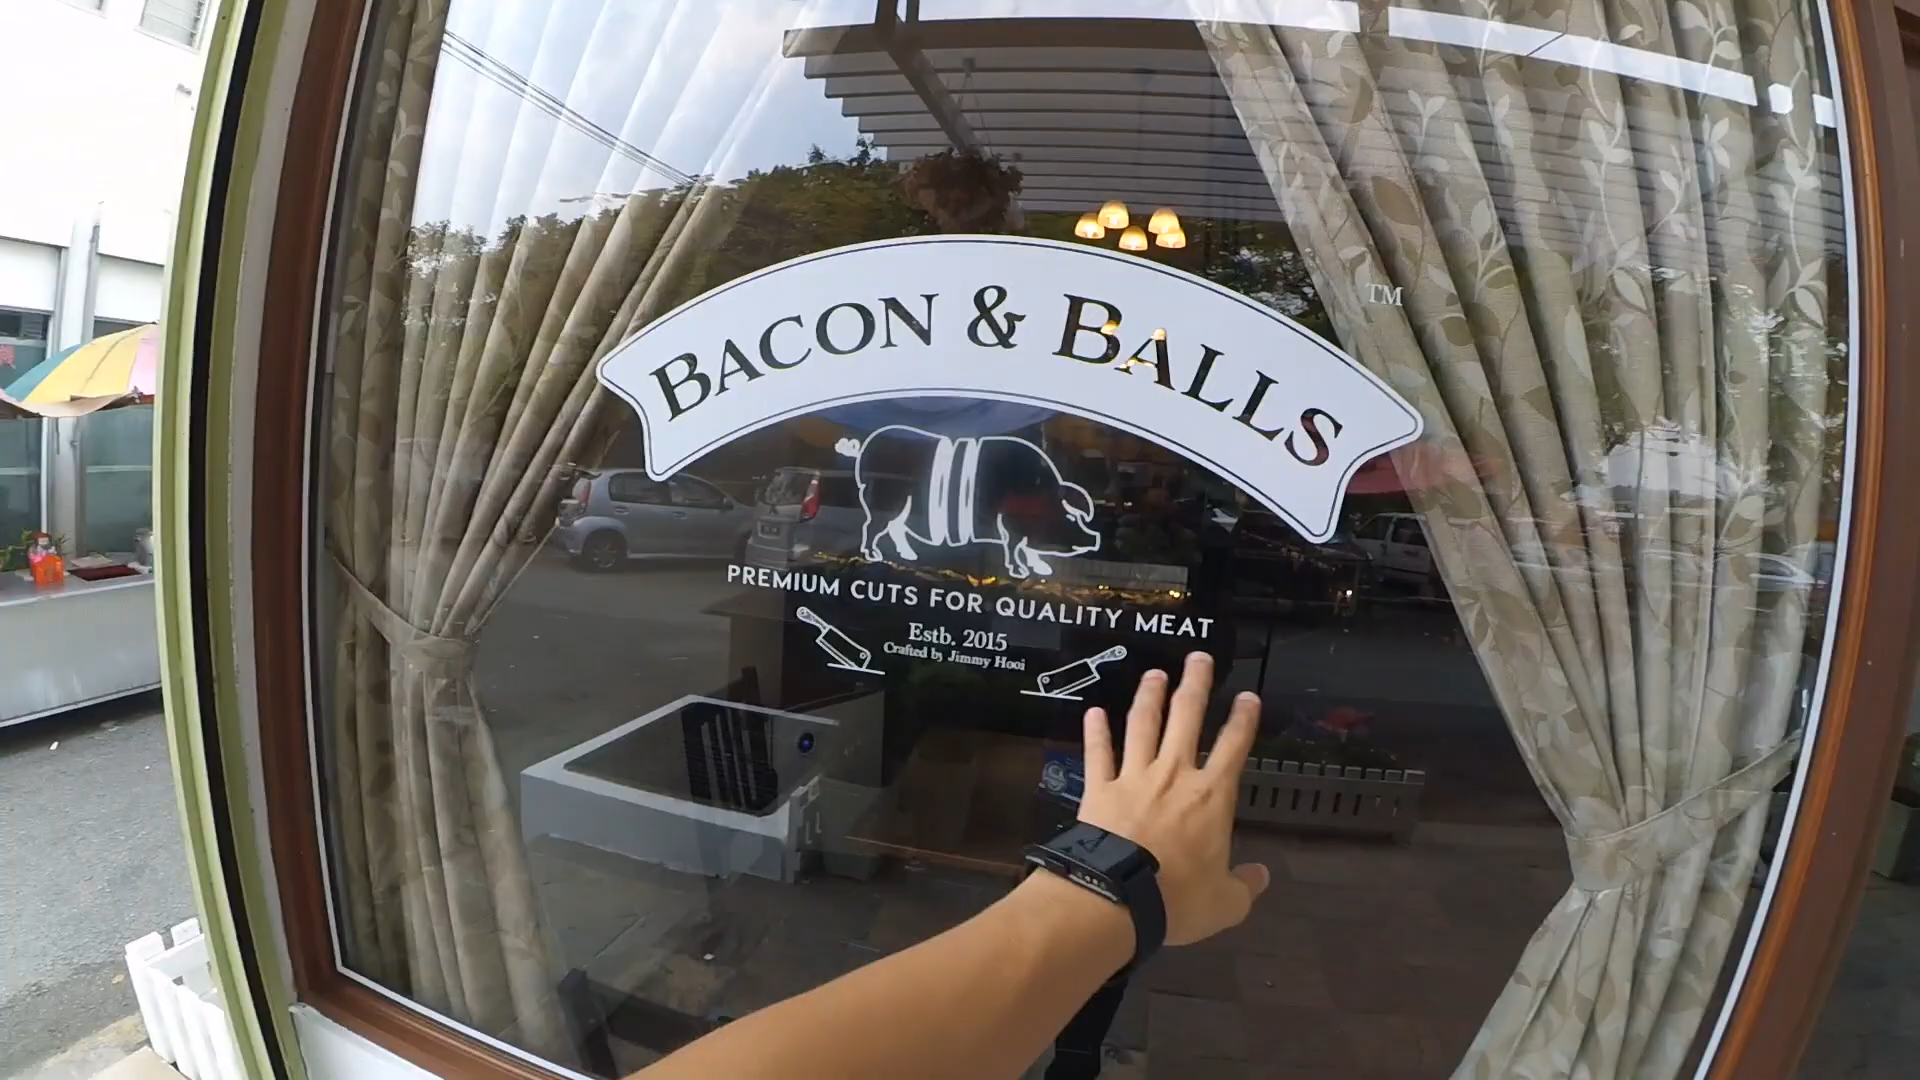 BACON & BALLS
TM
PREMIUM CUTS FOR QUALITY MEAT
Estb. 2015
Crafted by Jimmy Hooi